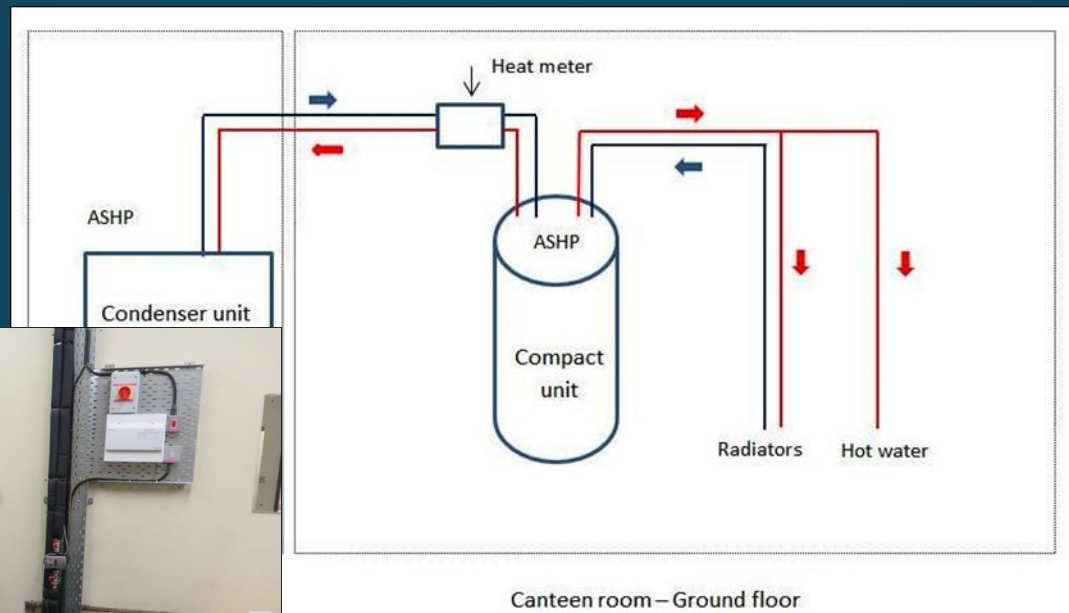 Heat meter
ASHP
Condenser unit
ASHP
Compact
unit
Radiators
Hot water
Canteen room – Ground floor